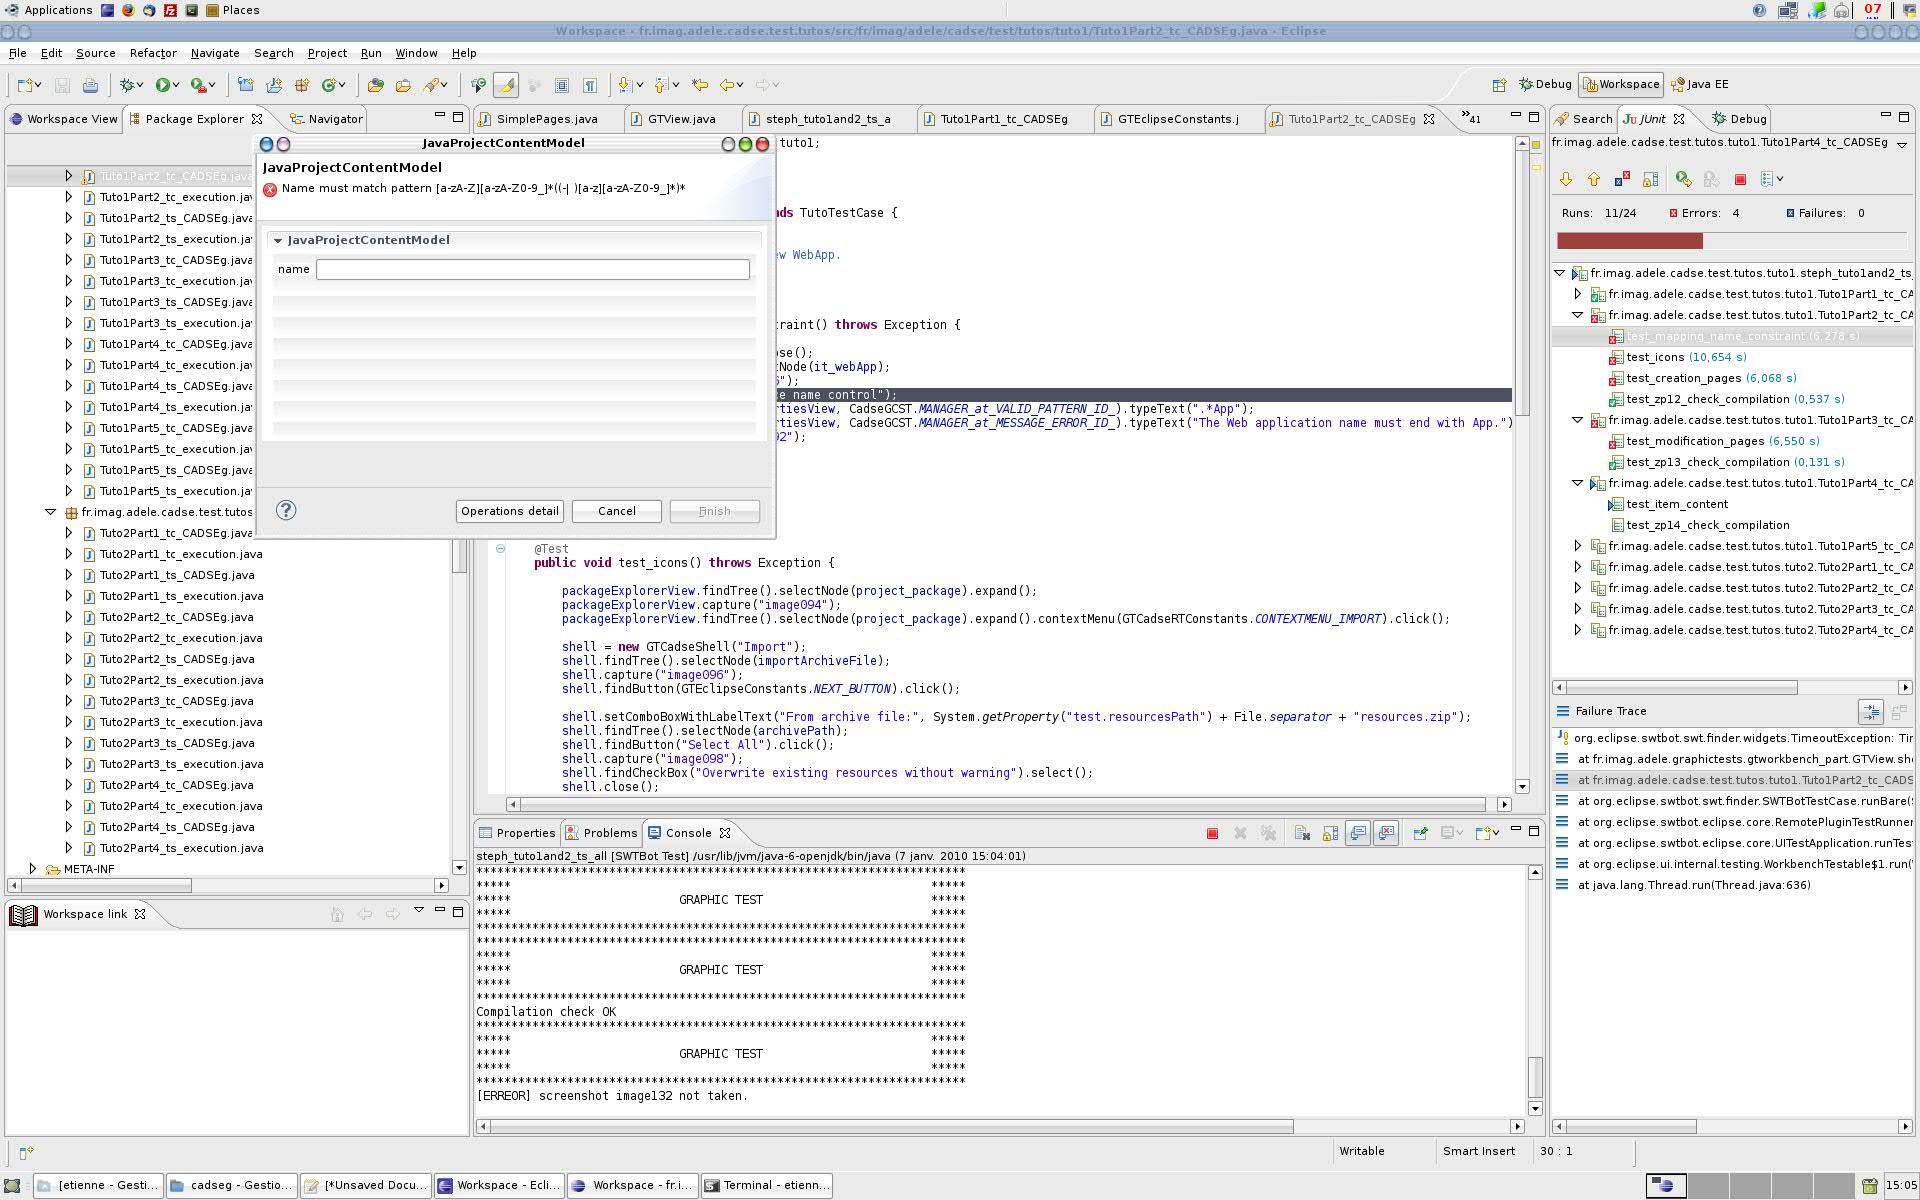 Applications Places 07
Workspace - fr.imag.adele.cadse.test.tutos/src/fr/imag/adele/cadse/test/tutos/tuto1/Tuto1Part2_tc_CADSEg.java - Eclipse
File Edit Source Refactor Navigate Search Project Run Window Help
Debug Workspace Java EE
Workspace View Package Explorer Navigator
Tuto1Part2_tc_CADSEg.java
Tuto1Part2_tc_execution.ja
Tuto1Part2_ts_CADSEg.java
Tuto1Part2_ts_execution.ja
Tuto1Part3_tc_CADSEg.java
Tuto1Part3_tc_execution.ja
Tuto1Part3_ts_CADSEg.java
Tuto1Part3_ts_execution.ja
Tuto1Part4_tc_CADSEg.java
Tuto1Part4_tc_execution.ja
Tuto1Part4_ts_CADSEg.java
Tuto1Part4_ts_execution.ja
Tuto1Part5_tc_CADSEg.java
Tuto1Part5_tc_execution.ja
Tuto1Part5_ts_CADSEg.java
Tuto1Part5_ts_execution.ja
fr.imag.adele.cadse.test.tutos
Tuto2Part1_tc_CADSEg.java
Tuto2Part1_tc_execution.java
Tuto2Part1_ts_CADSEg.java
Tuto2Part1_ts_execution.java
Tuto2Part2_tc_CADSEg.java
Tuto2Part2_tc_execution.java
Tuto2Part2_ts_CADSEg.java
Tuto2Part2_ts_execution.java
Tuto2Part3_tc_CADSEg.java
Tuto2Part3_tc_execution.java
Tuto2Part3_ts_CADSEg.java
Tuto2Part3_ts_execution.java
Tuto2Part4_tc_CADSEg.java
Tuto2Part4_tc_execution.java
Tuto2Part4_ts_CADSEg.java
Tuto2Part4_ts_execution.java
META-INF
Workspace link
JavaProjectContentModel
JavaProjectContentModel
Name must match pattern [a-zA-Z][a-zA-Z0-9_]*((-| )[a-z][a-zA-Z0-9_]*)*
JavaProjectContentModel
name
Operations detail Cancel Finish
SimplePages.java GTView.java steph_tuto1and2_ts_a Tuto1Part1_tc_CADSEg GTEclipseConstants.j Tuto1Part2_tc_CADSEg »41
tuto1;
nds TutoTestCase {
ew WebApp.
raint() throws Exception {
ose();
tNode(it_webApp);
6");
te name control");
rtiesView, CadseGCST.MANAGER_at_VALID_PATTERN_ID_).typeText(".*App");
rtiesView, CadseGCST.MANAGER_at_MESSAGE_ERROR_ID_).typeText("The Web application name must end with App.")
92");
@Test
public void test_icons() throws Exception {
packageExplorerView.findTree().selectNode(project_package).expand();
packageExplorerView.capture("image094");
packageExplorerView.findTree().selectNode(project_package).expand().contextMenu(GTCadseRTConstants.CONTEXTMENU_IMPORT).click();
shell = new GTCadseShell("Import");
shell.findTree().selectNode(importArchiveFile);
shell.capture("image096");
shell.findButton(GTEclipseConstants.NEXT_BUTTON).click();
shell.setComboBoxWithLabelText("From archive file:", System.getProperty("test.resourcesPath") + File.separator + "resources.zip");
shell.findTree().selectNode(archivePath);
shell.findButton("Select All").click();
shell.capture("image098");
shell.findCheckBox("Overwrite existing resources without warning").select();
shell.close();
Properties Problems Console
steph_tuto1and2_ts_all [SWTBot Test] /usr/lib/jvm/java-6-openjdk/bin/java (7 janv. 2010 15:04:01)
**********************************************************************
***** *****
***** GRAPHIC TEST *****
***** *****
**********************************************************************
**********************************************************************
***** *****
***** GRAPHIC TEST *****
***** *****
**********************************************************************
Compilation check OK
**********************************************************************
***** *****
***** GRAPHIC TEST *****
***** *****
**********************************************************************
[ERREOR] screenshot image132 not taken.
Search JUnit Debug
fr.imag.adele.cadse.test.tutos.tuto1.Tuto1Part4_tc_CADSEg
Runs: 11/24 Errors: 4 Failures: 0
fr.imag.adele.cadse.test.tutos.tuto1.steph_tuto1and2_ts_
fr.imag.adele.cadse.test.tutos.tuto1.Tuto1Part1_tc_CA
fr.imag.adele.cadse.test.tutos.tuto1.Tuto1Part2_tc_CA
test_mapping_name_constraint (6,278 s)
test_icons (10,654 s)
test_creation_pages (6,068 s)
test_zp12_check_compilation (0,537 s)
fr.imag.adele.cadse.test.tutos.tuto1.Tuto1Part3_tc_CA
test_modification_pages (6,550 s)
test_zp13_check_compilation (0,131 s)
fr.imag.adele.cadse.test.tutos.tuto1.Tuto1Part4_tc_CA
test_item_content
test_zp14_check_compilation
fr.imag.adele.cadse.test.tutos.tuto1.Tuto1Part5_tc_CA
fr.imag.adele.cadse.test.tutos.tuto2.Tuto2Part1_tc_CA
fr.imag.adele.cadse.test.tutos.tuto2.Tuto2Part2_tc_CA
fr.imag.adele.cadse.test.tutos.tuto2.Tuto2Part3_tc_CA
fr.imag.adele.cadse.test.tutos.tuto2.Tuto2Part4_tc_CA
Failure Trace
org.eclipse.swtbot.swt.finder.widgets.TimeoutException: Tim
at fr.imag.adele.graphictests.gtworkbench_part.GTView.sh
at fr.imag.adele.cadse.test.tutos.tuto1.Tuto1Part2_tc_CADS
at org.eclipse.swtbot.swt.finder.SWTBotTestCase.runBare(
at org.eclipse.swtbot.eclipse.core.RemotePluginTestRunner
at org.eclipse.swtbot.eclipse.core.UITestApplication.runTes
at org.eclipse.ui.internal.testing.WorkbenchTestable$1.run(
at java.lang.Thread.run(Thread.java:636)
Writable Smart Insert 30 : 1
[etienne - Gesti... cadseg - Gestio... [*Unsaved Docu... Workspace - Ecli... Workspace - fr.i... Terminal - etienn... 15:05